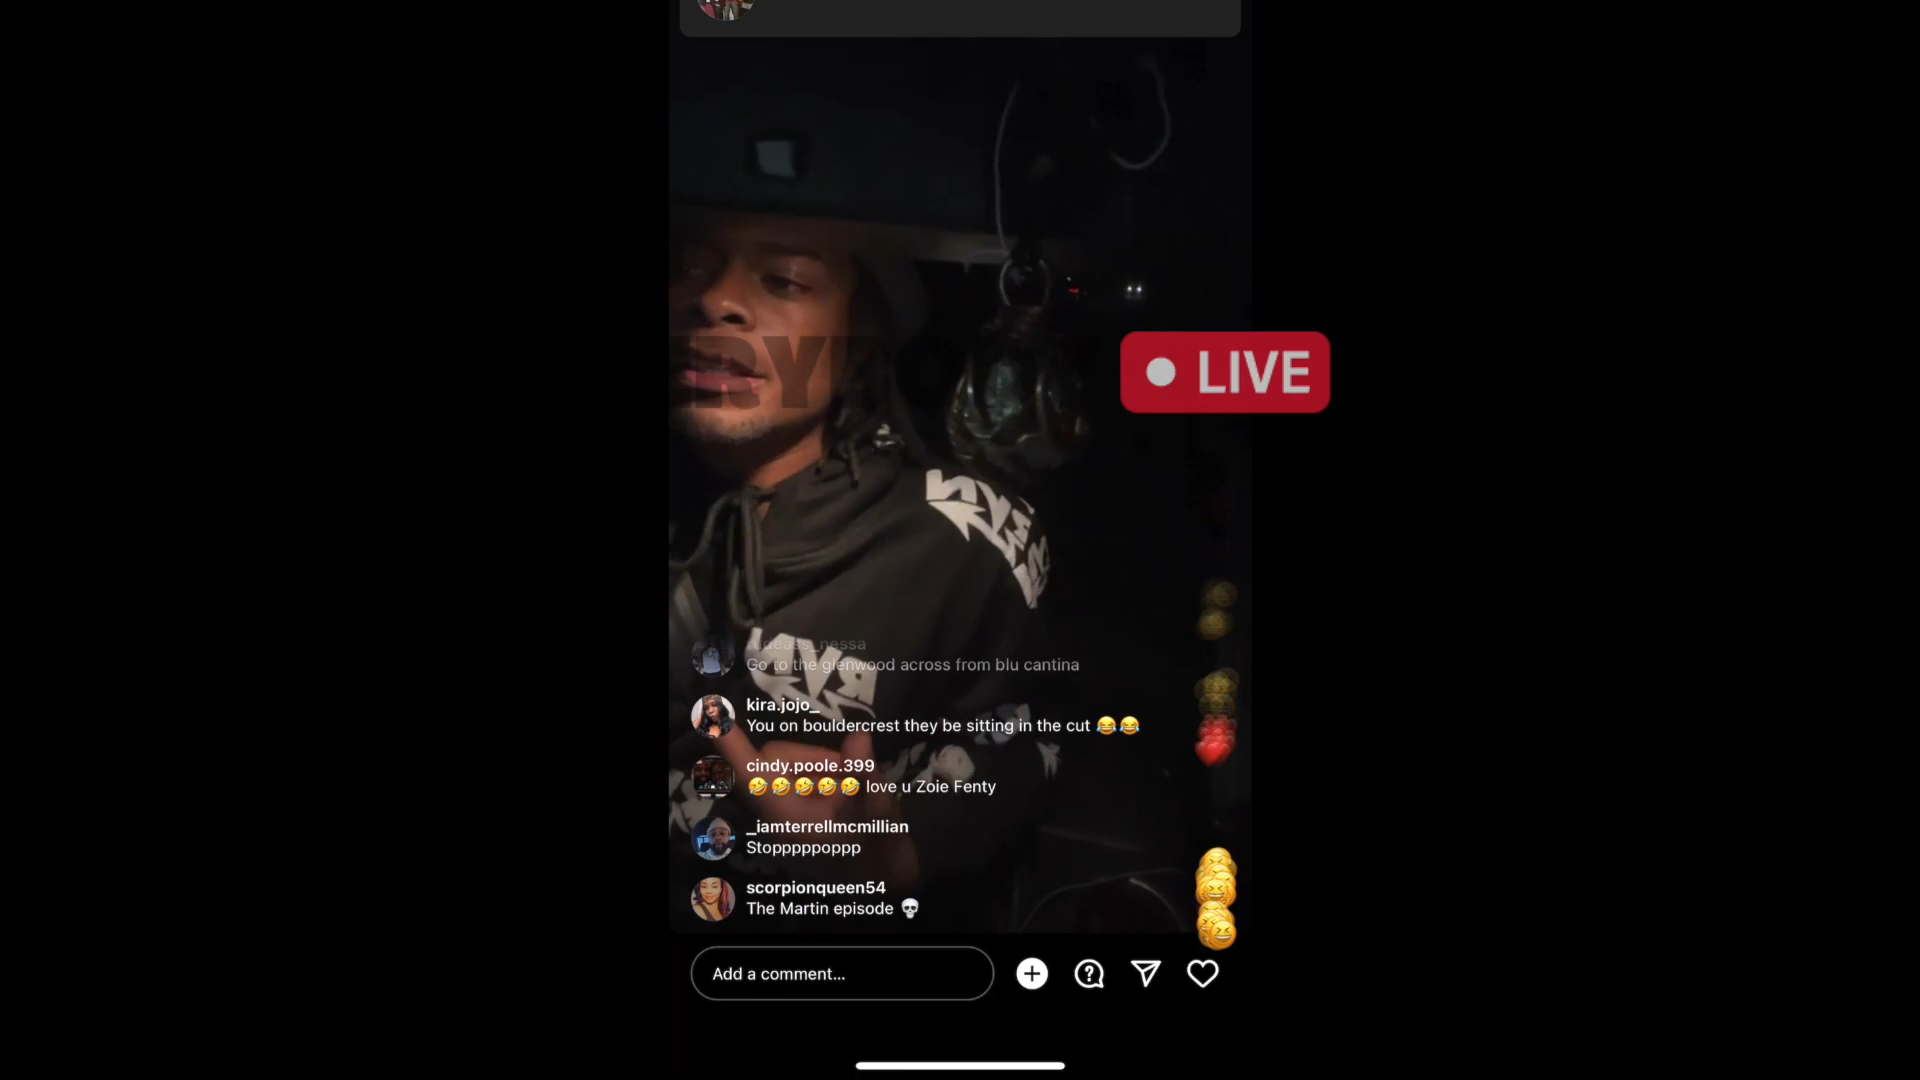 LIVE
Go to the glenwood across from blu cantina
kira.jojo_
You on bouldercrest they be sitting in the cut 😂😂
cindy.poole.399
🤣🤣🤣🤣🤣 love u Zoie Fenty
_iamterrellmcmillian
Stopppppoppp
scorpionqueen54
The Martin episode 💀
Add a comment...